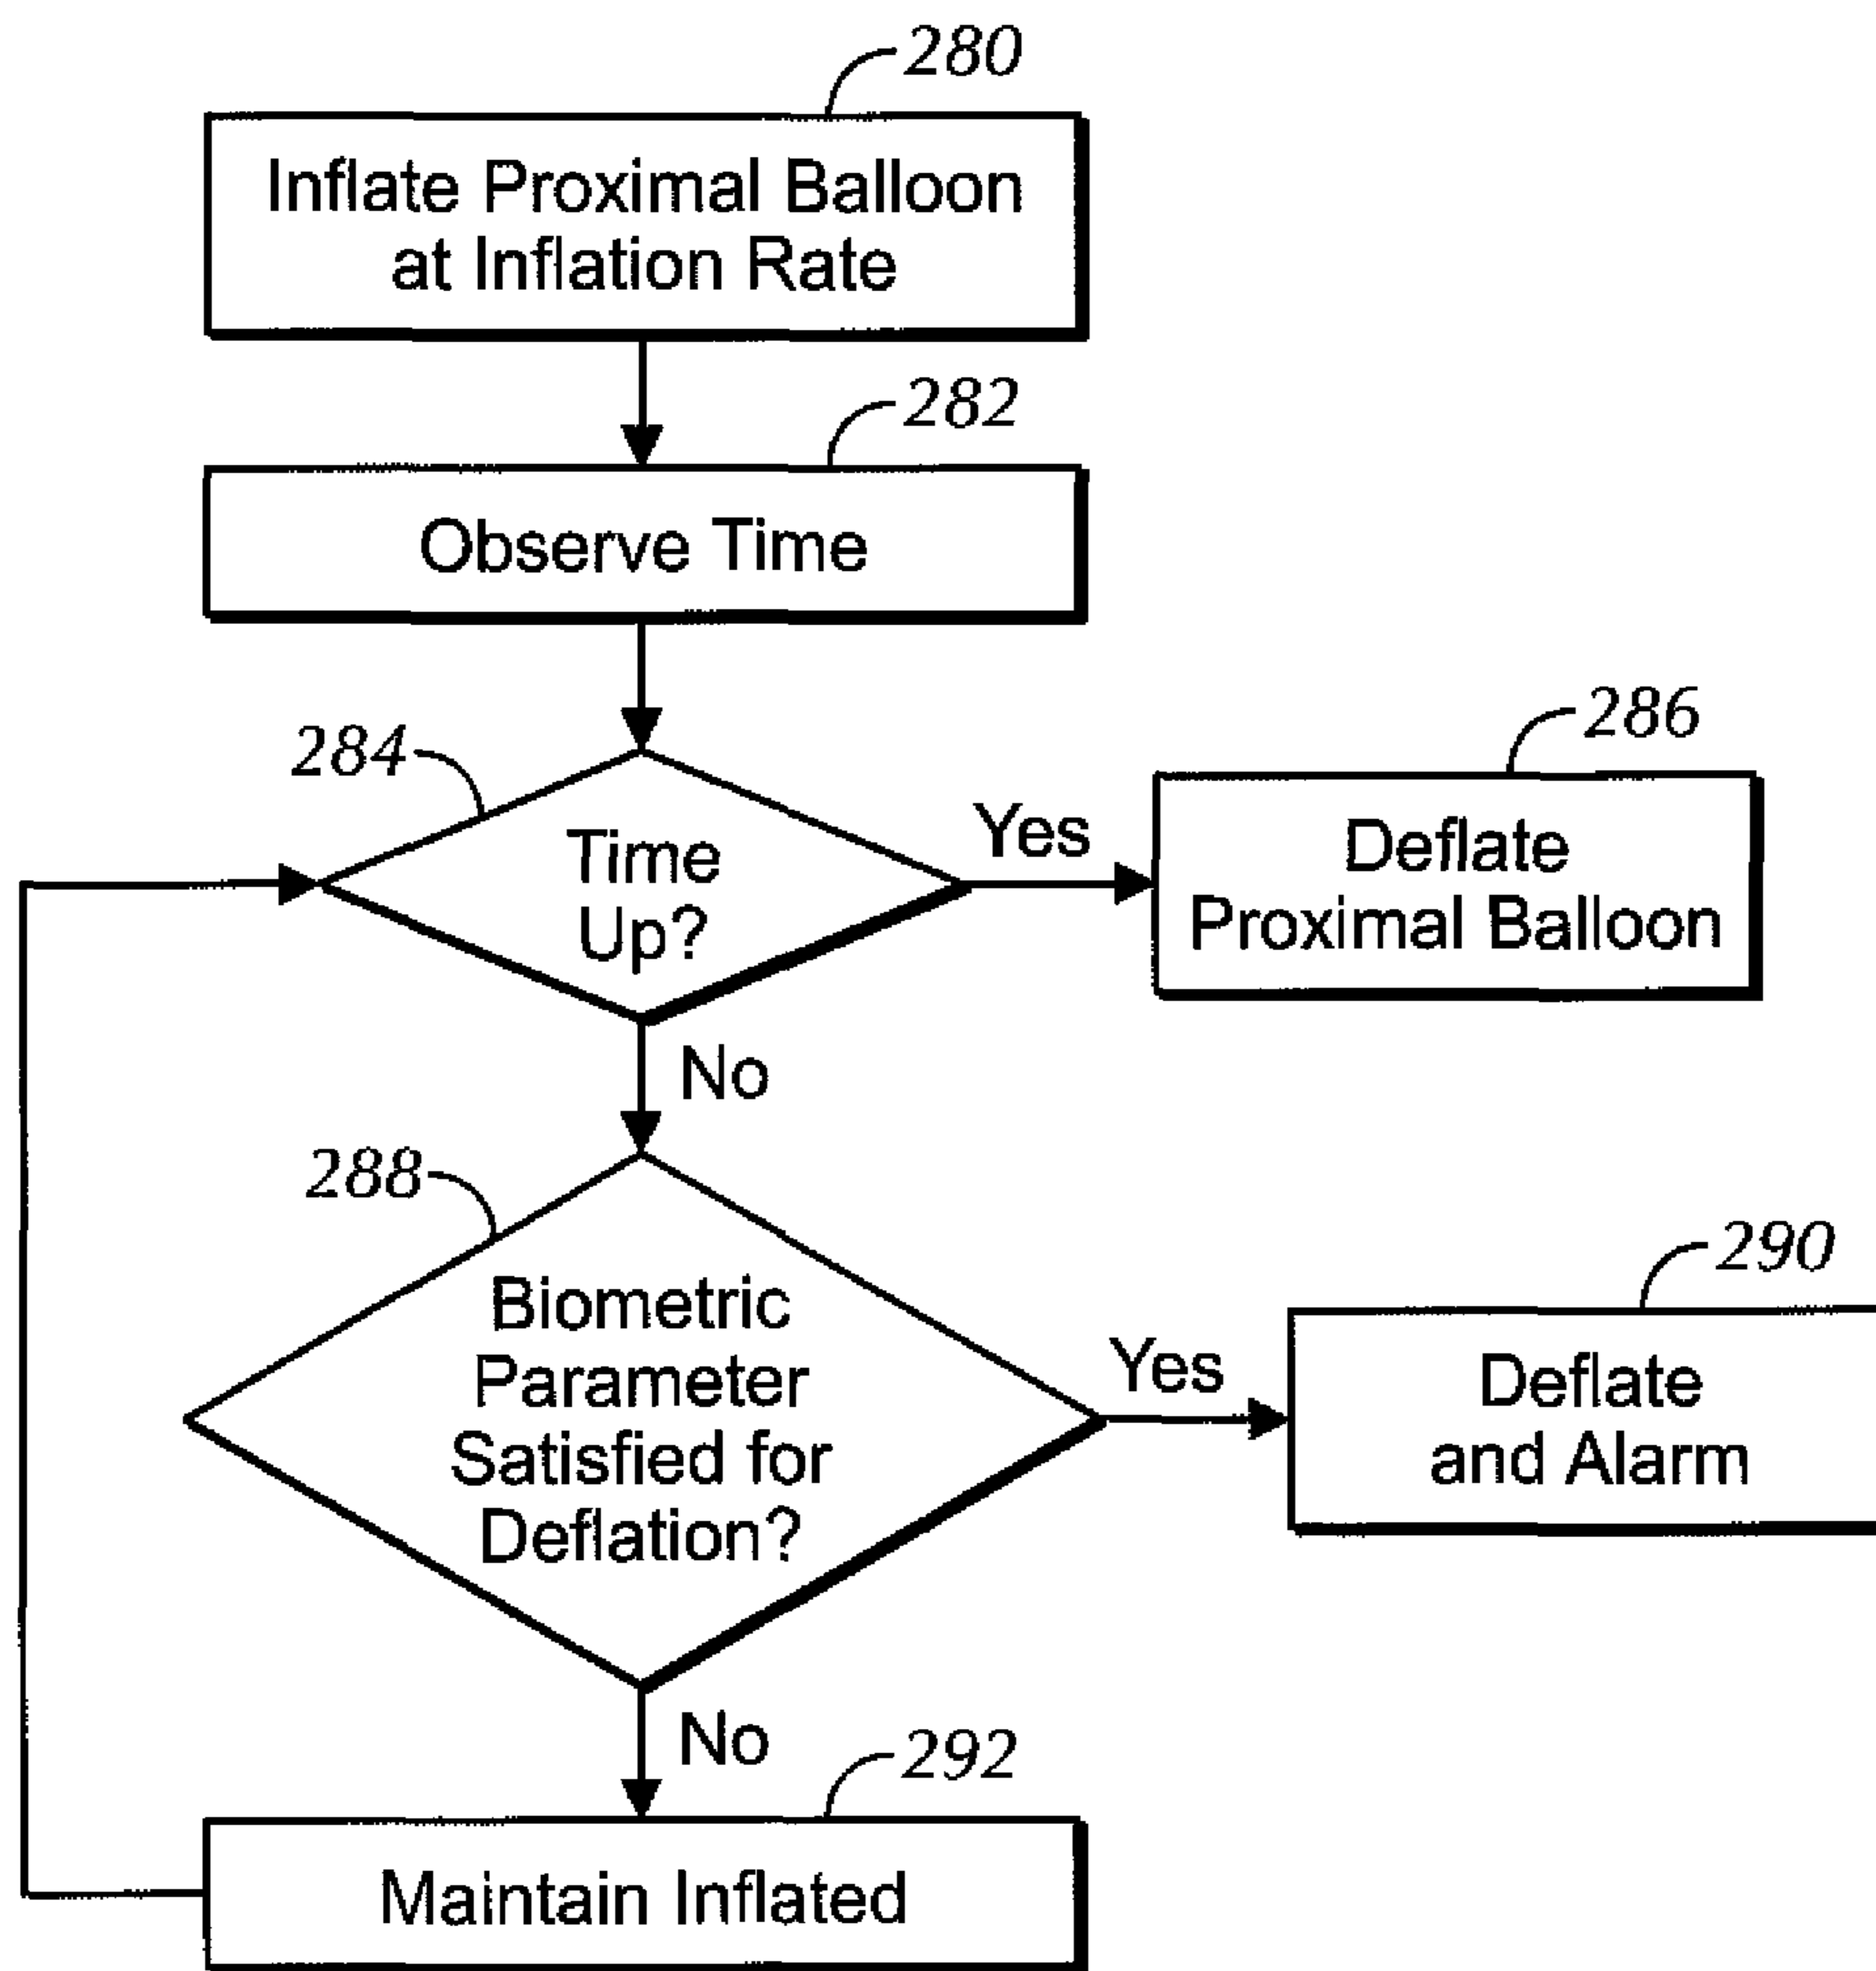 280
Inflate Proximal Balloon
at Inflation Rate
282
Observe Time
284
Time
Up?
Yes
286
Deflate
Proximal Balloon
No
288
Biometric
Parameter
Satisfied for
Deflation?
Yes
290
Deflate
and Alarm
No
292
Maintain Inflated